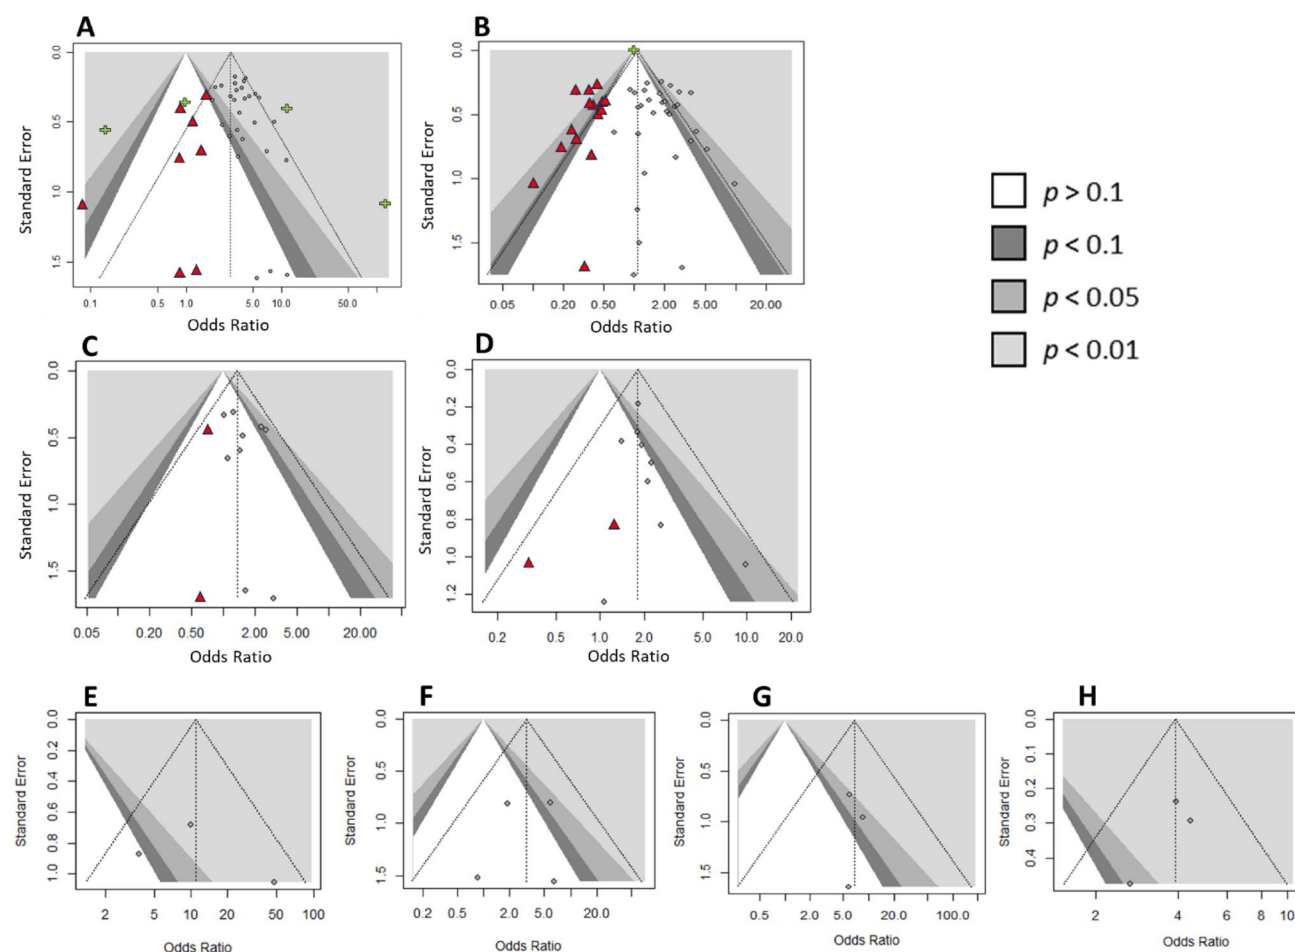 A
Standard Error
0.0
0.5
1.0
1.5
0.1 0.5 1.0 5.0 10.0 50.0
Odds Ratio
B
Standard Error
0.0
0.5
1.0
1.5
0.05 0.20 0.50 2.00 5.00 20.00
Odds Ratio
p > 0.1
p < 0.1
p < 0.05
p < 0.01
C
Standard Error
0.0
0.5
1.0
1.5
0.05 0.20 0.50 2.00 5.00 20.00
Odds Ratio
D
Standard Error
0.0
0.2
0.4
0.6
0.8
1.0
1.2
0.2 0.5 1.0 2.0 5.0 10.0 20.0
Odds Ratio
E
Standard Error
0.0
0.2
0.4
0.6
0.8
1.0
2 5 10 20 50 100
Odds Ratio
F
Standard Error
0.0
0.5
1.0
1.5
0.2 0.5 2.0 5.0 20.0
Odds Ratio
G
Standard Error
0.0
0.5
1.0
1.5
0.5 2.0 5.0 20.0 100.0
Odds Ratio
H
Standard Error
0.0
0.1
0.2
0.3
0.4
2 4 6 8 10
Odds Ratio